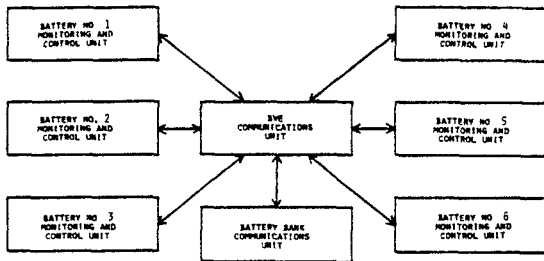 BATTERY NO 1
MONITORING AND
CONTROL UNIT
BATTERY NO 4
MONITORING AND
CONTROL UNIT
BATTERY NO. 2
MONITORING AND
CONTROL UNIT
BWE
COMMUNICATIONS
UNIT
BATTERY NO 5
MONITORING AND
CONTROL UNIT
BATTERY NO 3
MONITORING AND
CONTROL UNIT
BATTERY BANK
COMMUNICATIONS
UNIT
BATTERY NO 6
MONITORING AND
CONTROL UNIT